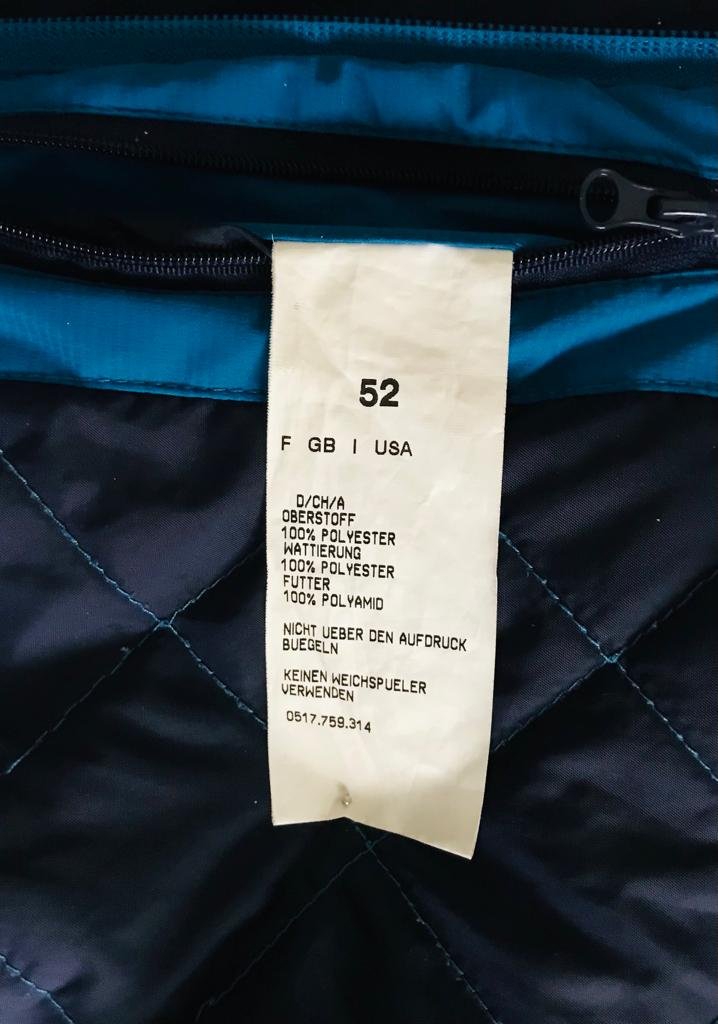 52
F GB I USA
D/CH/A
OBERSTOFF
100% POLYESTER
WATTIERUNG
100% POLYESTER
FUTTER
100% POLYAMID
NICHT UEBER DEN AUFDRUCK
BUEGELN
KEINEN WEICHSPUELER
VERWENDEN
0517.759.314